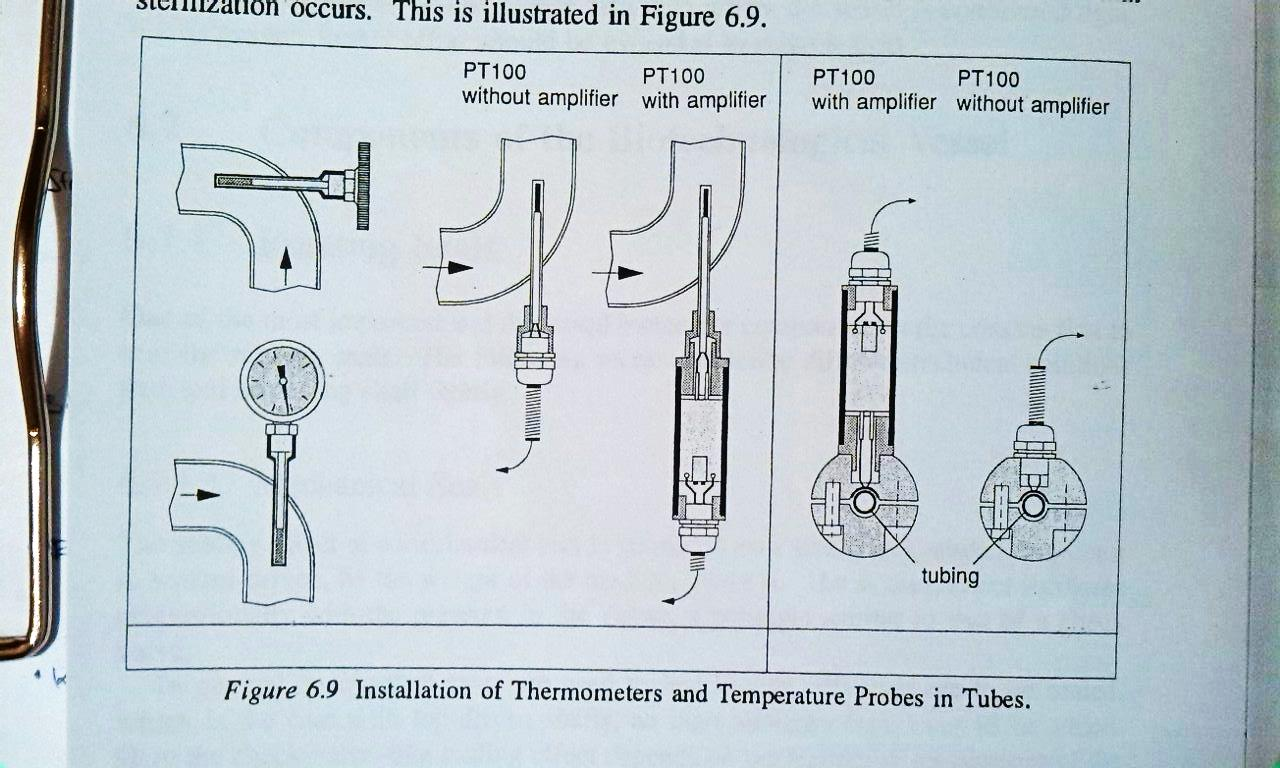 sterilization occurs. This is illustrated in Figure 6.9.
PT100
without amplifier
PT100
with amplifier
PT100
with amplifier
PT100
without amplifier
tubing
Figure 6.9 Installation of Thermometers and Temperature Probes in Tubes.